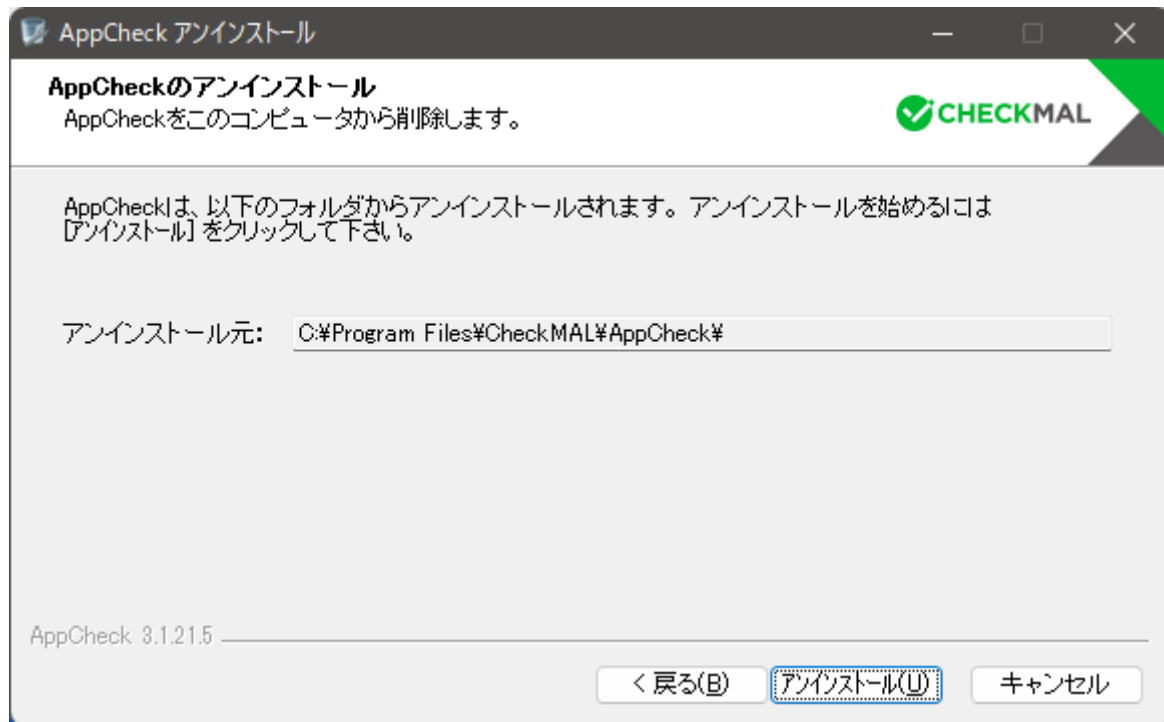 AppCheck アンインストール
AppCheckのアンインストール
AppCheckをこのコンピュータから削除します。
CHECKMAL
AppCheckは、以下のフォルダからアンインストールされます。アンインストールを始めるには
[アンインストール] をクリックして下さい。
アンインストール元: C:¥Program Files¥CheckMAL¥AppCheck¥
AppCheck 3.1.21.5
< 戻る(B) アンインストール(U) キャンセル